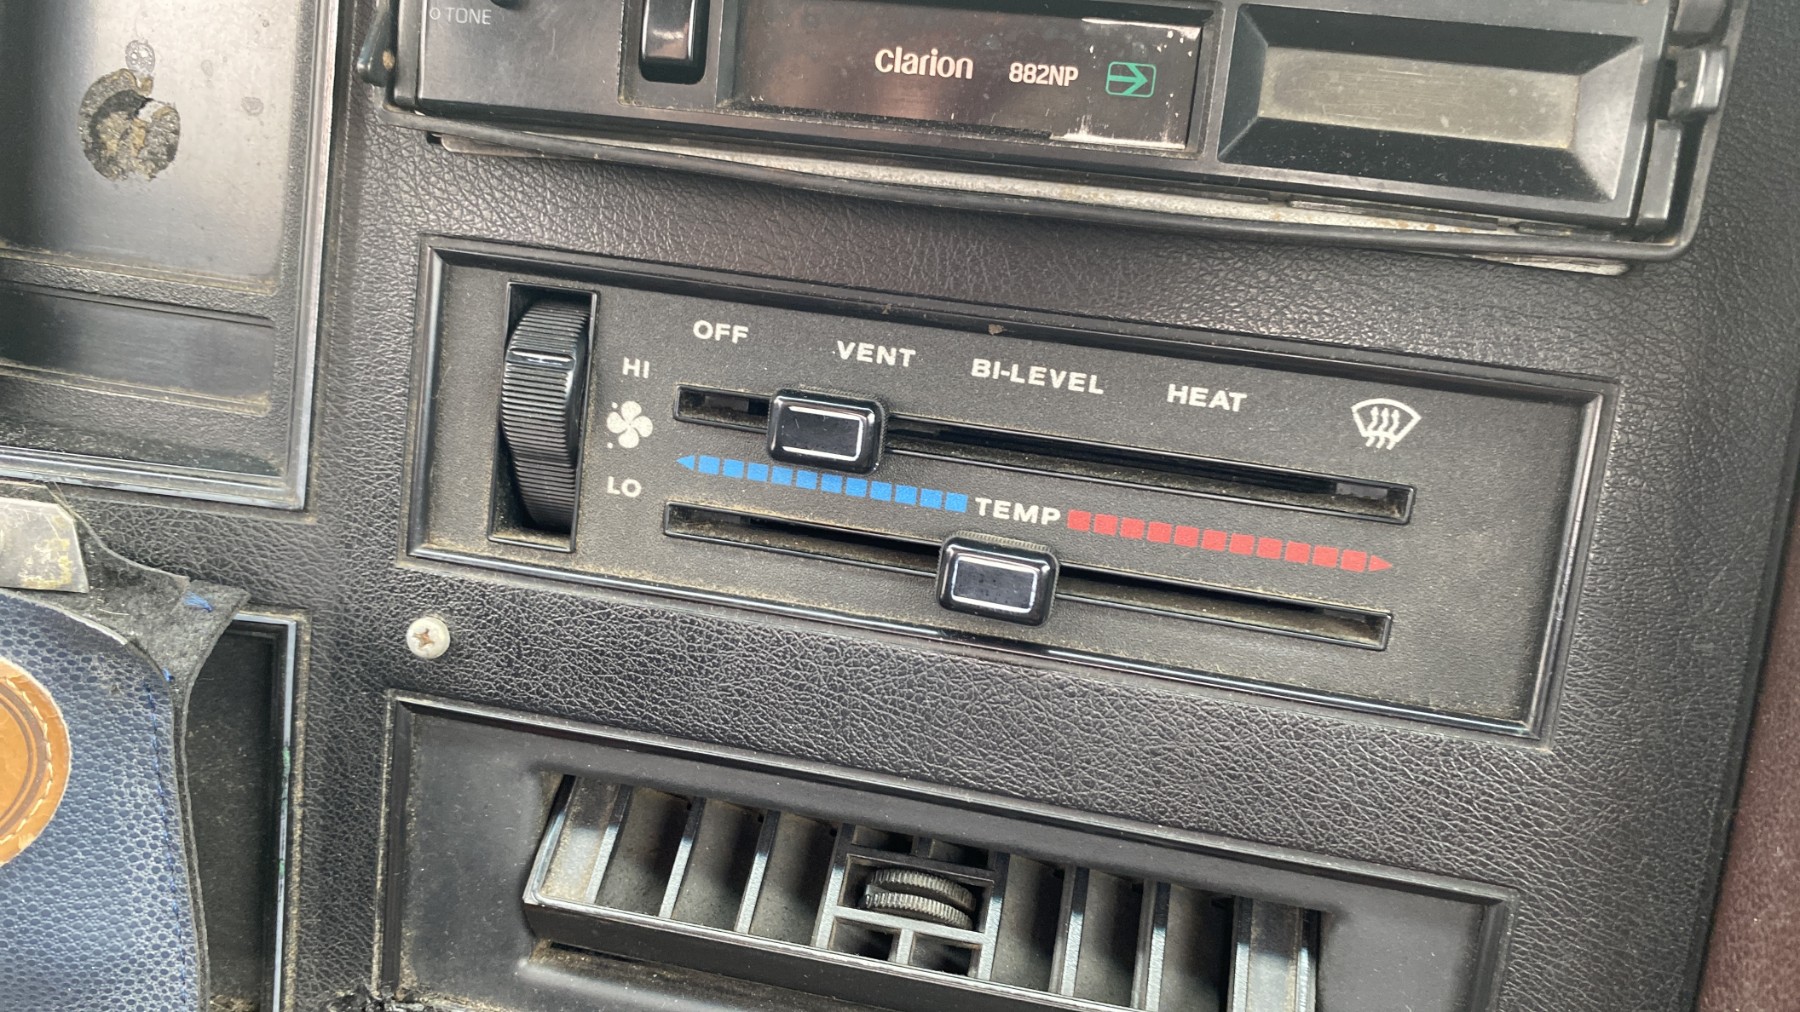 O TONE
clarion 882NP
OFF
VENT
BI-LEVEL
HEAT
HI
LO
TEMP